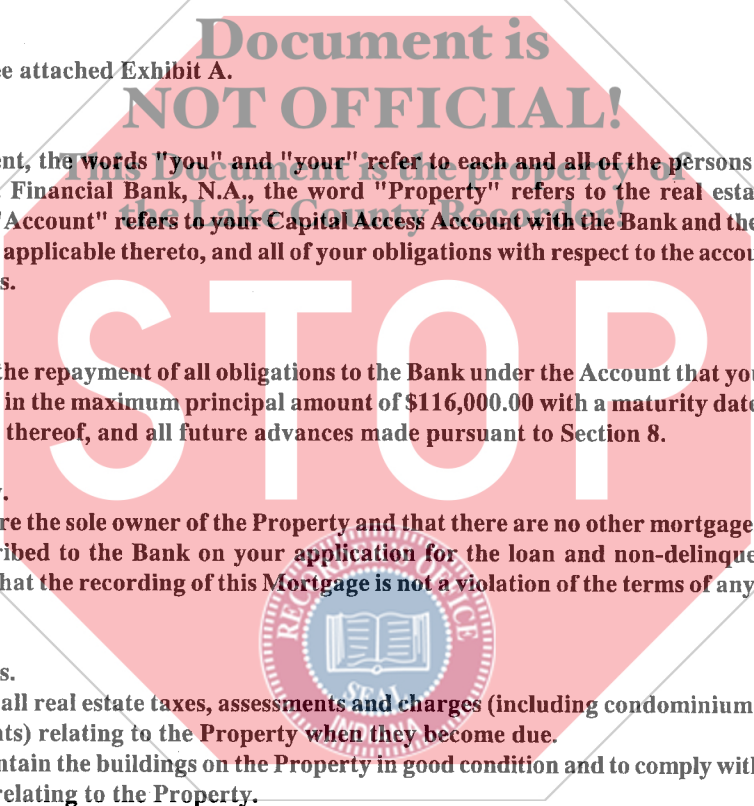 Document is
e attached Exhibit A.
NOT OFFICIAL!
ent, the words "you" and "your" refer to each and all of the persons
This Document is the property of
Financial Bank, N.A., the word "Property" refers to the real esta
"Account" refers to your Capital Access Account with the Bank and the
the Lake County Recorder!
applicable thereto, and all of your obligations with respect to the accou
s.
STOP
the repayment of all obligations to the Bank under the Account that you
in the maximum principal amount of $116,000.00 with a maturity date
thereof, and all future advances made pursuant to Section 8.
y.
re the sole owner of the Property and that there are no other mortgage
ribed to the Bank on your application for the loan and non-delinque
hat the recording of this Mortgage is not a violation of the terms of any
RECORDERS OFFICE
SEAL
INDIANA
s.
all real estate taxes, assessments and charges (including condominium
nts) relating to the Property when they become due.
ntain the buildings on the Property in good condition and to comply with
relating to the Property.